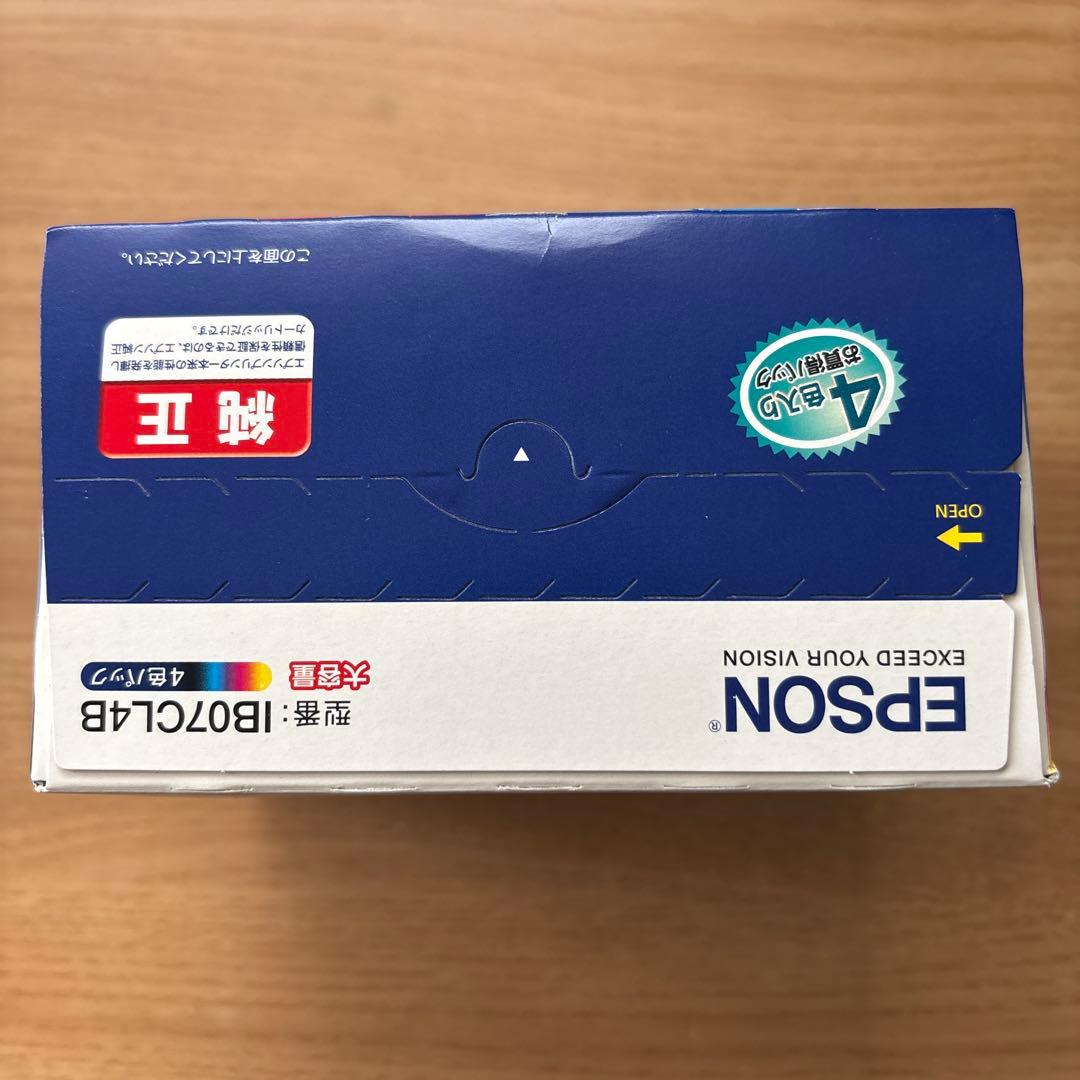 EPSON®
EXCEED YOUR VISION
型番:IB07CL4B
大容量
4色パック
OPEN
4色入り
お買得パック
純正
エプソンプリンター本来の性能を発揮し
信頼性を保証できるのは、エプソン純正
カートリッジだけです。
この面を上にしてください。